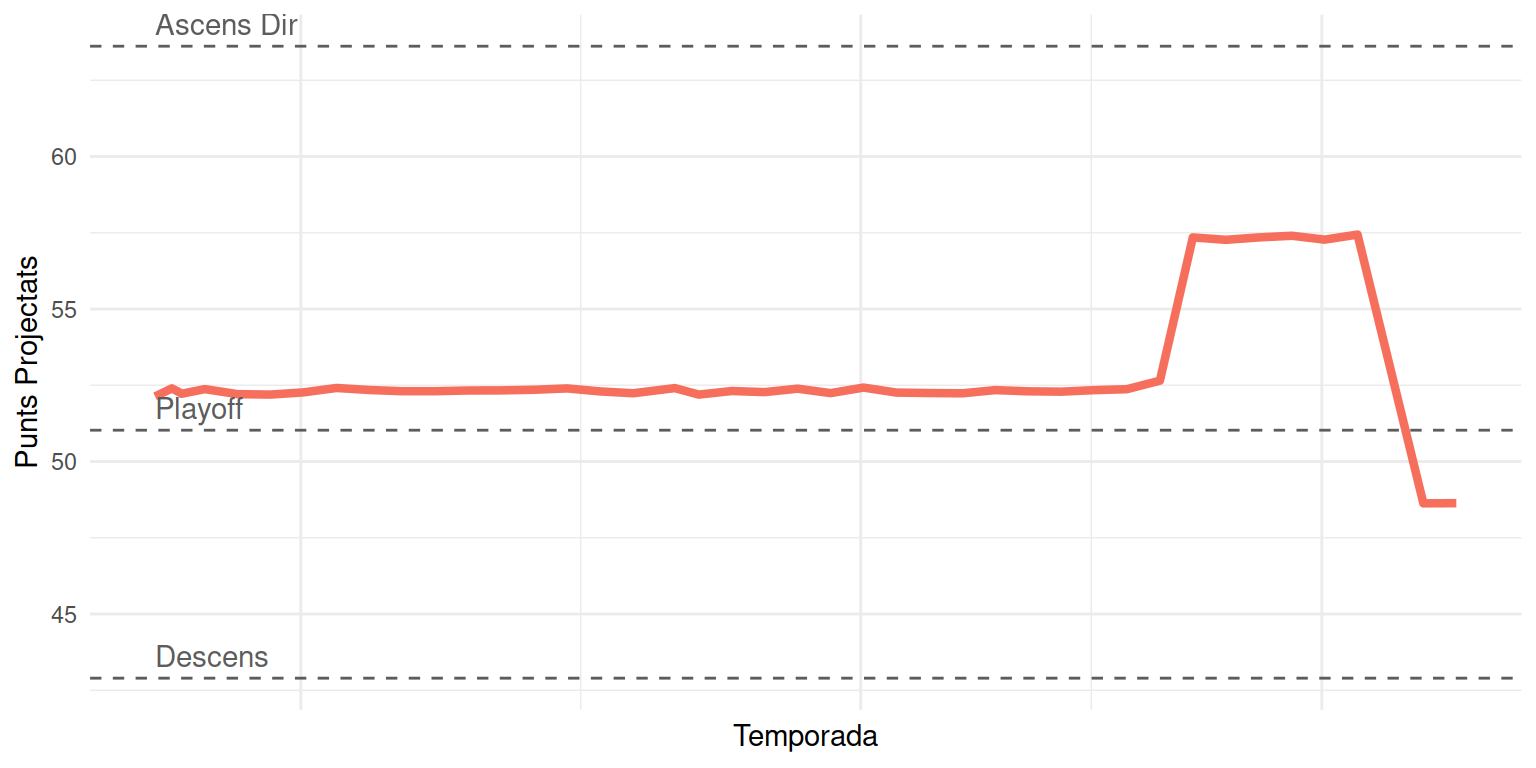 Ascens Dir
60
55
Playoff
50
45
Descens
Punts Projectats
Temporada